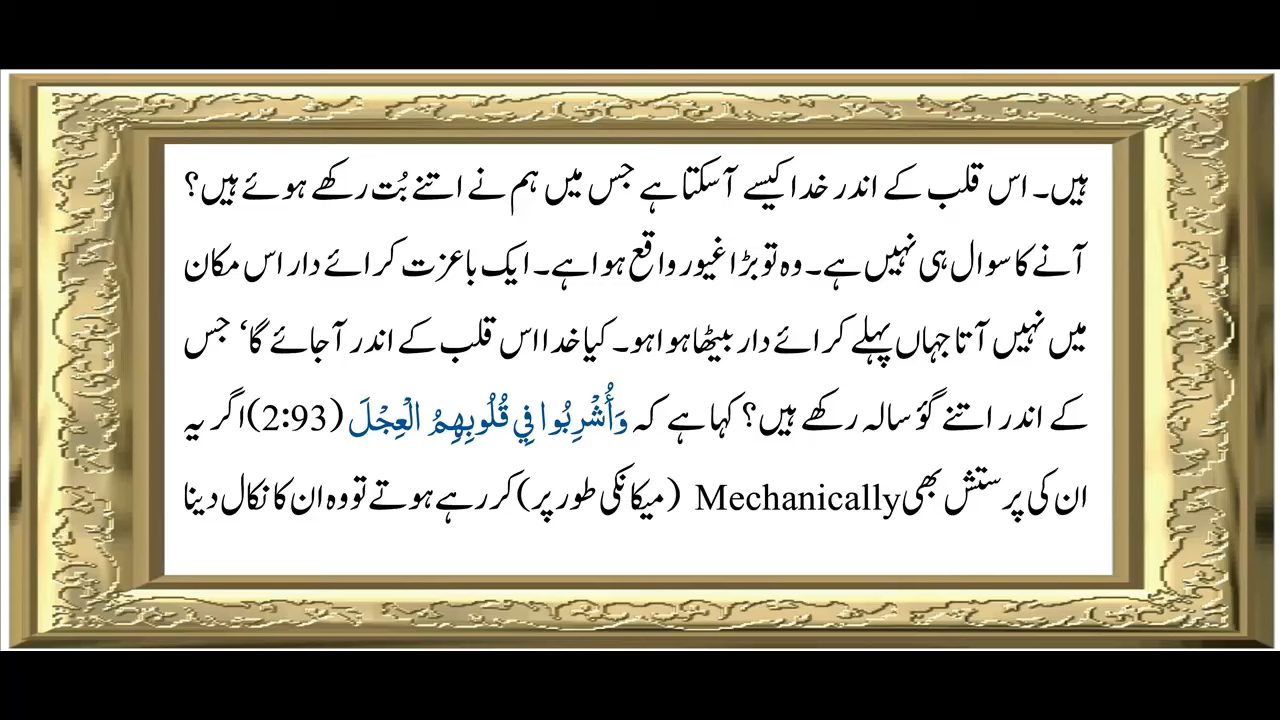 ہیں۔ اس قلب کے اندر خدا کیسے آ سکتا ہے جس میں ہم نے اتنے بُت رکھے ہوئے ہیں؟
آنے کا سوال ہی نہیں ہے۔ وہ تو بڑا غیور واقع ہوا ہے۔ ایک باعزت کرائے دار اس مکان
میں نہیں آتا جہاں پہلے کرائے دار بیٹھا ہوا ہو۔ کیا خدا اس قلب کے اندر آ جائے گا‘ جس
کے اندر اتنے گؤ سالہ رکھے ہیں؟ کہا ہے کہ وَأُشْرِبُوا فِي قُلُوبِهِمُ الْعِجْلَ (2:93) اگر یہ
ان کی پرستش بھی Mechanically (میکانکی طور پر) کر رہے ہوتے تو وہ ان کا نکال دینا